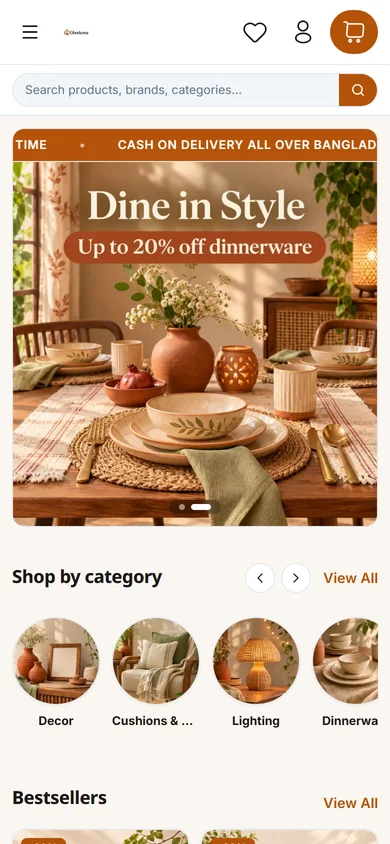 Search products, brands, categories...
TIME • CASH ON DELIVERY ALL OVER BANGLAD
Dine in Style
Up to 20% off dinnerware
Shop by category
View All
Decor
Cushions & ...
Lighting
Dinnerwa
Bestsellers
View All